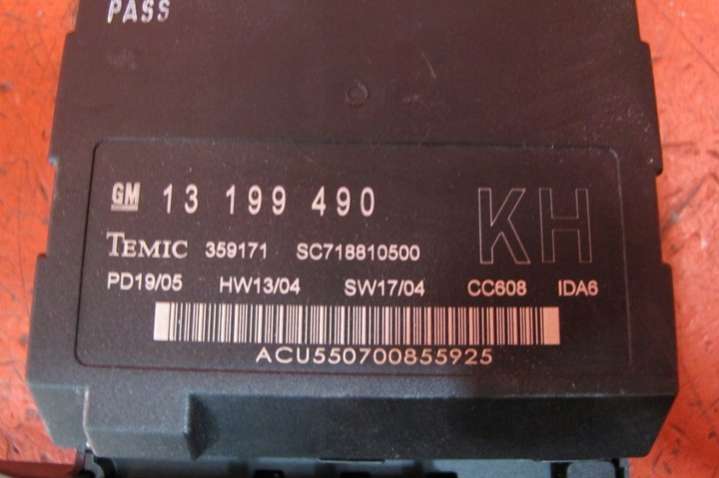 PASS
GM 13 199 490 KH
TEMIC 359171 SC718810500
PD19/05 HW13/04 SW17/04 CC608 IDA6
ACU550700855925